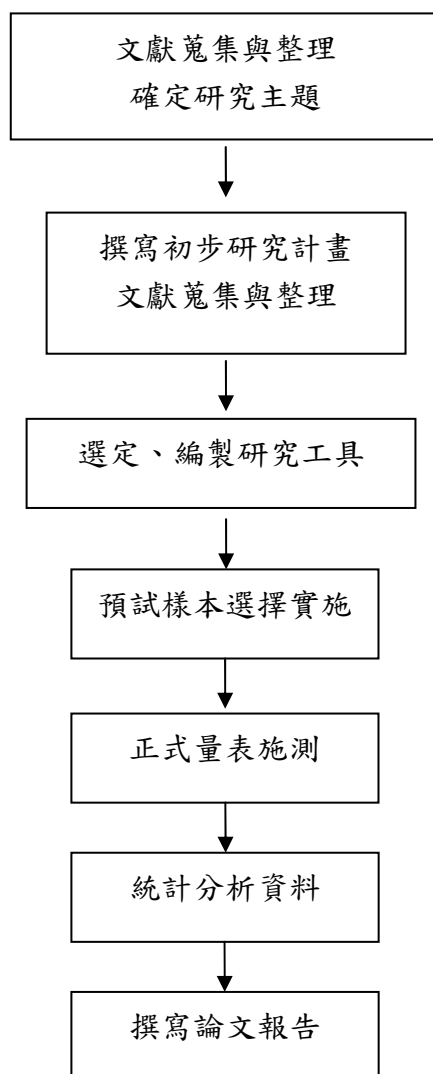 文獻蒐集與整理
確定研究主題
撰寫初步研究計畫
文獻蒐集與整理
選定、編製研究工具
預試樣本選擇實施
正式量表施測
統計分析資料
撰寫論文報告